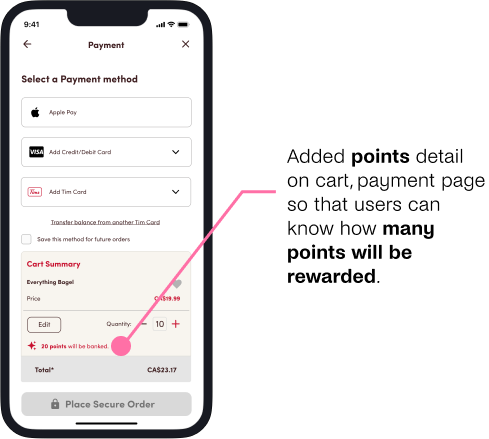 9:41
Payment
Select a Payment method
Apple Pay
VISA Add Credit/Debit Card
Tims Add Tim Card
Transfer balance from another Tim Card
Save this method for future orders
Cart Summary
Everything Bagel
Price CA$19.99
Edit Quantity: − 10 +
20 points will be banked.
Total* CA$23.17
Place Secure Order
Added points detail
on cart, payment page
so that users can
know how many
points will be
rewarded.